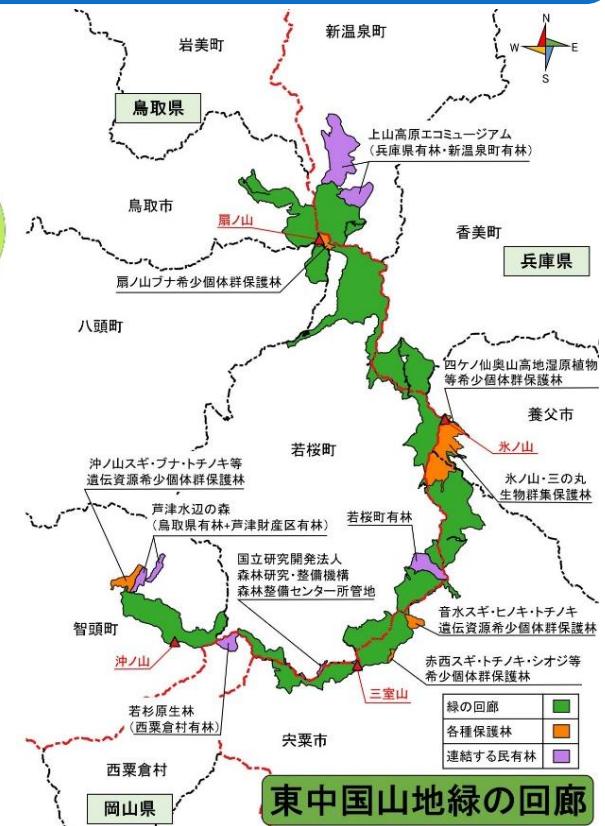 岩美町
新温泉町
N
W
E
S
鳥取県
上山高原エコミュージアム
(兵庫県有林・新温泉町有林)
鳥取市
扇ノ山
香美町
兵庫県
扇ノ山ブナ希少個体群保護林
八頭町
四ケノ仙奥山高地湿原植物
等希少個体群保護林
養父市
氷ノ山
若桜町
沖ノ山スギ・ブナ・トチノキ等
遺伝資源希少個体群保護林
氷ノ山・三の丸
生物群集保護林
芦津水辺の森
(鳥取県有林+芦津財産区有林)
若桜町有林
国立研究開発法人
森林研究・整備機構
森林整備センター所管地
音水スギ・ヒノキ・トチノキ
遺伝資源希少個体群保護林
智頭町
沖ノ山
赤西スギ・トチノキ・シオジ等
希少個体群保護林
三室山
若杉原生林
(西粟倉村有林)
宍粟市
緑の回廊
各種保護林
連結する民有林
西粟倉村
岡山県
東中国山地緑の回廊